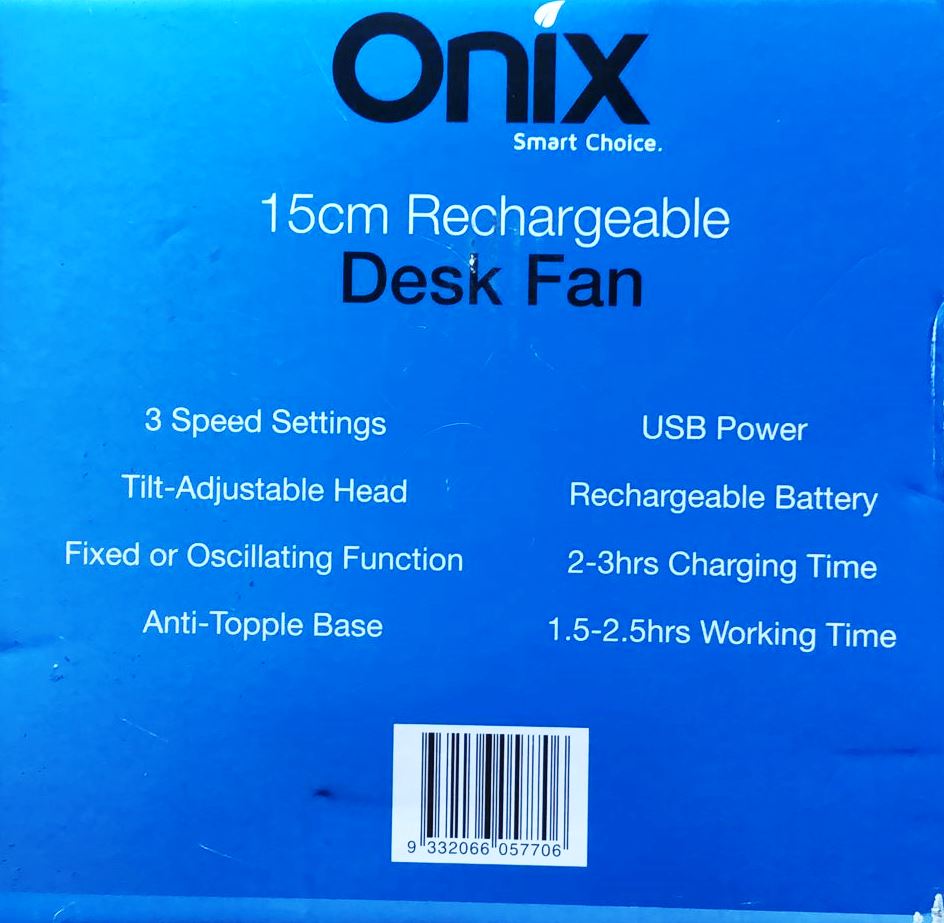 Onix
Smart Choice.
15cm Rechargeable
Desk Fan
3 Speed Settings
Tilt-Adjustable Head
Fixed or Oscillating Function
Anti-Topple Base
USB Power
Rechargeable Battery
2-3hrs Charging Time
1.5-2.5hrs Working Time
9 332066 057706